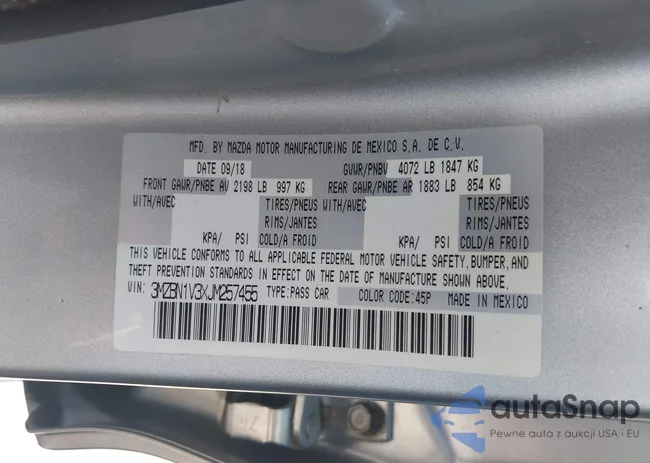 MFD. BY MAZDA MOTOR MANUFACTURING DE MEXICO S.A. DE C.V.
DATE 09/18 GVWR/PNBV 4072 LB 1847 KG
FRONT GAWR/PNBE AV 2198 LB 997 KG REAR GAWR/PNBE AR 1883 LB 854 KG
WITH/AVEC TIRES/PNEUS WITH/AVEC TIRES/PNEUS
RIMS/JANTES RIMS/JANTES
KPA/ PSI COLD/A FROID KPA/ PSI COLD/A FROID
THIS VEHICLE CONFORMS TO ALL APPLICABLE FEDERAL MOTOR VEHICLE SAFETY, BUMPER, AND
THEFT PREVENTION STANDARDS IN EFFECT ON THE DATE OF MANUFACTURE SHOWN ABOVE.
VIN: 3MZBN1V3XJM257455 TYPE:PASS CAR COLOR CODE:45P MADE IN MEXICO
autoSnap
Pewne auta z aukcji USA i EU